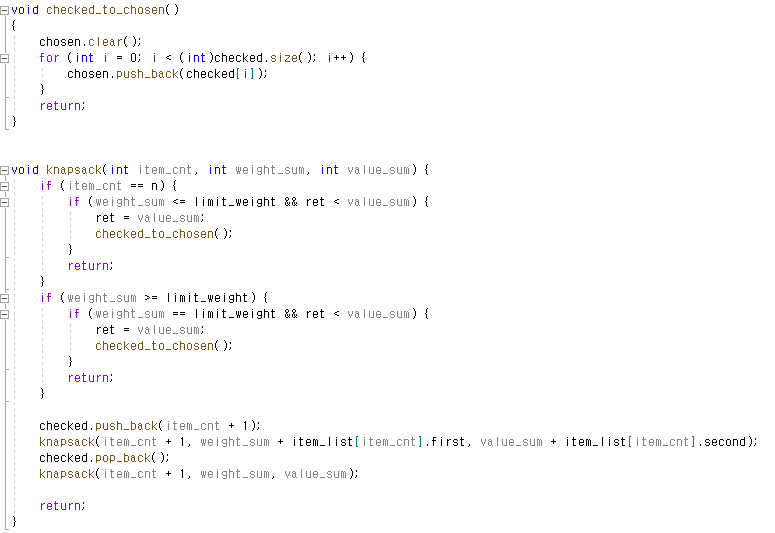 void checked_to_chosen()
{
    chosen.clear();
    for (int i = 0; i < (int)checked.size(); i++) {
        chosen.push_back(checked[i]);
    }
    return;
}
void knapsack(int item_cnt, int weight_sum, int value_sum) {
    if (item_cnt == n) {
        if (weight_sum <= limit_weight && ret < value_sum) {
            ret = value_sum;
            checked_to_chosen();
        }
        return;
    }
    if (weight_sum >= limit_weight) {
        if (weight_sum == limit_weight && ret < value_sum) {
            ret = value_sum;
            checked_to_chosen();
        }
        return;
    }
    checked.push_back(item_cnt + 1);
    knapsack(item_cnt + 1, weight_sum + item_list[item_cnt].first, value_sum + item_list[item_cnt].second);
    checked.pop_back();
    knapsack(item_cnt + 1, weight_sum, value_sum);
    return;
}